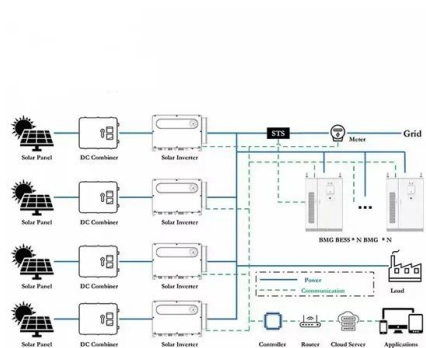 STS
Meter
Grid
Solar Panel DC Combiner Solar Inverter
Solar Panel DC Combiner Solar Inverter
BMG BESS * N BMG * N
Solar Panel DC Combiner Solar Inverter
Power
Communication
Load
Solar Panel DC Combiner Solar Inverter Controller Router Cloud Server Applications